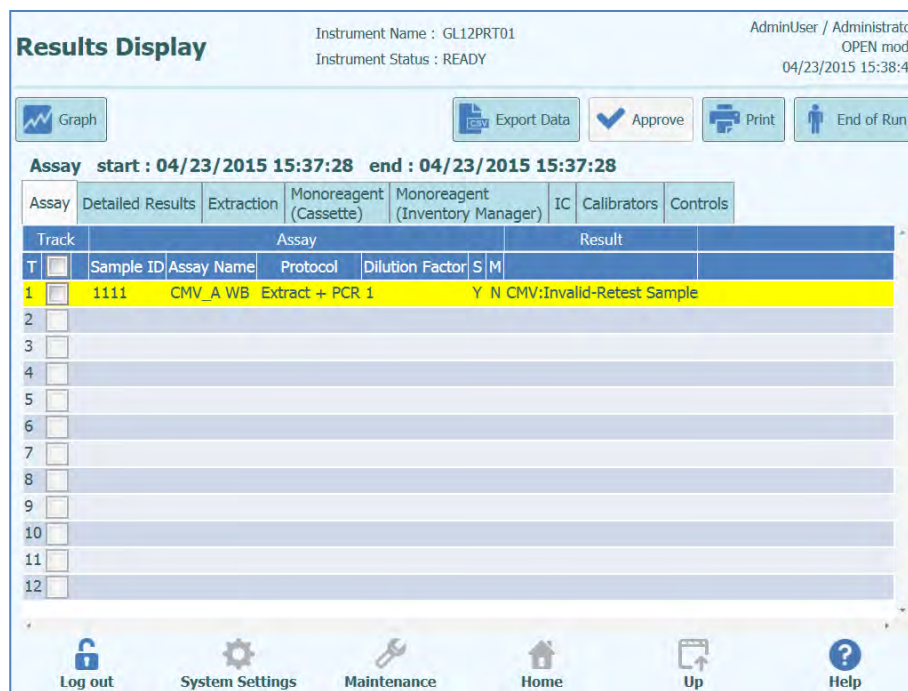 Results Display
Instrument Name : GL12PRT01
Instrument Status : READY
AdminUser / Administrato
OPEN mod
04/23/2015 15:38:4
Graph
CSV
Export Data
Approve
Print
End of Run
Assay start : 04/23/2015 15:37:28 end : 04/23/2015 15:37:28
Assay
Detailed Results
Extraction
Monoreagent
(Cassette)
Monoreagent
(Inventory Manager)
IC
Calibrators
Controls
Track Assay Result
T Sample ID Assay Name Protocol Dilution Factor S M
1 1111 CMV_A WB Extract + PCR 1 Y N CMV:Invalid-Retest Sample
2
3
4
5
6
7
8
9
10
11
12
Log out System Settings Maintenance Home Up Help